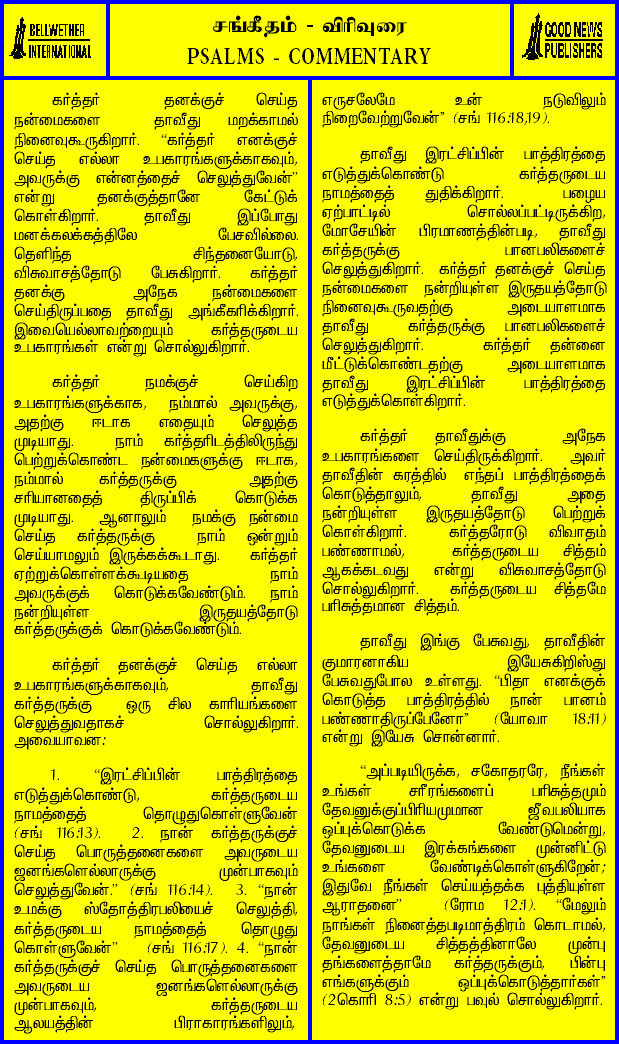 BELLWETHER
INTERNATIONAL
சங்கீதம் - விரிவுரை
PSALMS - COMMENTARY
GOOD NEWS
PUBLISHERS
கர்த்தர் தனக்குச் செய்த
நன்மைகளை தாவீது மறக்காமல்
நினைவுகூருகிறார். “கர்த்தர் எனக்குச்
செய்த எல்லா உபகாரங்களுக்காகவும்,
அவருக்கு என்னத்தைச் செலுத்துவேன்”
என்று தனக்குத்தானே கேட்டுக்
கொள்கிறார். தாவீது இப்போது
மனக்கலக்கத்திலே பேசவில்லை.
தெளிந்த சிந்தனையோடு,
விசுவாசத்தோடு பேசுகிறார். கர்த்தர்
தனக்கு அநேக நன்மைகளை
செய்திருப்பதை தாவீது அங்கீகரிக்கிறார்.
இவையெல்லாவற்றையும் கர்த்தருடைய
உபகாரங்கள் என்று சொல்லுகிறார்.
கர்த்தர் நமக்குச் செய்கிற
உபகாரங்களுக்காக, நம்மால் அவருக்கு,
அதற்கு ஈடாக எதையும் செலுத்த
முடியாது. நாம் கர்த்தரிடத்திலிருந்து
பெற்றுக்கொண்ட நன்மைகளுக்கு ஈடாக,
நம்மால் கர்த்தருக்கு அதற்கு
சரியானதைத் திருப்பிக் கொடுக்க
முடியாது. ஆனாலும் நமக்கு நன்மை
செய்த கர்த்தருக்கு நாம் ஒன்றும்
செய்யாமலும் இருக்கக்கூடாது. கர்த்தர்
ஏற்றுக்கொள்ளக்கூடியதை நாம்
அவருக்குக் கொடுக்கவேண்டும். நாம்
நன்றியுள்ள இருதயத்தோடு
கர்த்தருக்குக் கொடுக்கவேண்டும்.
கர்த்தர் தனக்குச் செய்த எல்லா
உபகாரங்களுக்காகவும், தாவீது
கர்த்தருக்கு ஒரு சில காரியங்களை
செலுத்துவதாகச் சொல்லுகிறார்.
அவையாவன:
1. “இரட்சிப்பின் பாத்திரத்தை
எடுத்துக்கொண்டு, கர்த்தருடைய
நாமத்தைத் தொழுதுகொள்ளுவேன்
(சங் 116:13). 2. நான் கர்த்தருக்குச்
செய்த பொருத்தனைகளை அவருடைய
ஜனங்களெல்லாருக்கு முன்பாகவும்
செலுத்துவேன்.” (சங் 116:14). 3. “நான்
உமக்கு ஸ்தோத்திரபலியைச் செலுத்தி,
கர்த்தருடைய நாமத்தைத் தொழுது
கொள்ளுவேன்” (சங் 116:17). 4. “நான்
கர்த்தருக்குச் செய்த பொருத்தனைகளை
அவருடைய ஜனங்களெல்லாருக்கு
முன்பாகவும், கர்த்தருடைய
ஆலயத்தின் பிராகாரங்களிலும்,
எருசலேமே உன் நடுவிலும்
நிறைவேற்றுவேன்” (சங் 116:18,19).
தாவீது இரட்சிப்பின் பாத்திரத்தை
எடுத்துக்கொண்டு கர்த்தருடைய
நாமத்தைத் துதிக்கிறார். பழைய
ஏற்பாட்டில் சொல்லப்பட்டிருக்கிற,
மோசேயின் பிரமாணத்தின்படி, தாவீது
கர்த்தருக்கு பானபலிகளைச்
செலுத்துகிறார். கர்த்தர் தனக்குச் செய்த
நன்மைகளை நன்றியுள்ள இருதயத்தோடு
நினைவுகூருவதற்கு அடையாளமாக
தாவீது கர்த்தருக்கு பானபலிகளைச்
செலுத்துகிறார். கர்த்தர் தன்னை
மீட்டுக்கொண்டதற்கு அடையாளமாக
தாவீது இரட்சிப்பின் பாத்திரத்தை
எடுத்துக்கொள்கிறார்.
கர்த்தர் தாவீதுக்கு அநேக
உபகாரங்களை செய்திருக்கிறார். அவர்
தாவீதின் கரத்தில் எந்தப் பாத்திரத்தைக்
கொடுத்தாலும், தாவீது அதை
நன்றியுள்ள இருதயத்தோடு பெற்றுக்
கொள்கிறார். கர்த்தரோடு விவாதம்
பண்ணாமல், கர்த்தருடைய சித்தம்
ஆகக்கடவது என்று விசுவாசத்தோடு
சொல்லுகிறார். கர்த்தருடைய சித்தமே
பரிசுத்தமான சித்தம்.
தாவீது இங்கு பேசுவது, தாவீதின்
குமாரனாகிய இயேசுகிறிஸ்து
பேசுவதுபோல உள்ளது. “பிதா எனக்குக்
கொடுத்த பாத்திரத்தில் நான் பானம்
பண்ணாதிருப்பேனோ” (யோவா 18:11)
என்று இயேசு சொன்னார்.
“அப்படியிருக்க, சகோதரரே, நீங்கள்
உங்கள் சரீரங்களைப் பரிசுத்தமும்
தேவனுக்குப்பிரியமுமான ஜீவபலியாக
ஒப்புக்கொடுக்க வேண்டுமென்று,
தேவனுடைய இரக்கங்களை முன்னிட்டு
உங்களை வேண்டிக்கொள்ளுகிறேன்;
இதுவே நீங்கள் செய்யத்தக்க புத்தியுள்ள
ஆராதனை” (ரோம 12:1). “மேலும்
நாங்கள் நினைத்தபடிமாத்திரம் கொடாமல்,
தேவனுடைய சித்தத்தினாலே முன்பு
தங்களைத்தாமே கர்த்தருக்கும், பின்பு
எங்களுக்கும் ஒப்புக்கொடுத்தார்கள்”
(2கொரி 8:5) என்று பவுல் சொல்லுகிறார்.